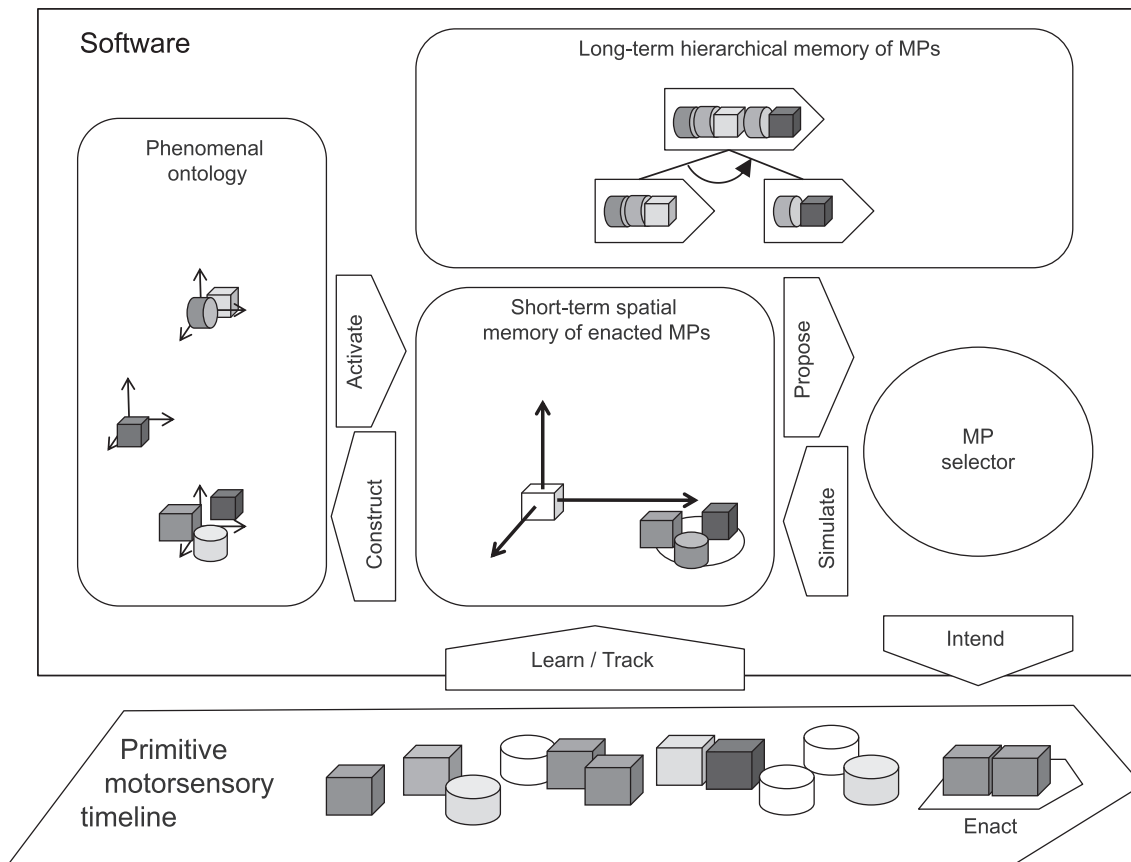 Software
Long-term hierarchical memory of MPs
Phenomenal
ontology
Short-term spatial
memory of enacted MPs
Activate
Construct
Propose
Simulate
MP
selector
Learn / Track
Intend
Primitive
motorsensory
timeline
Enact